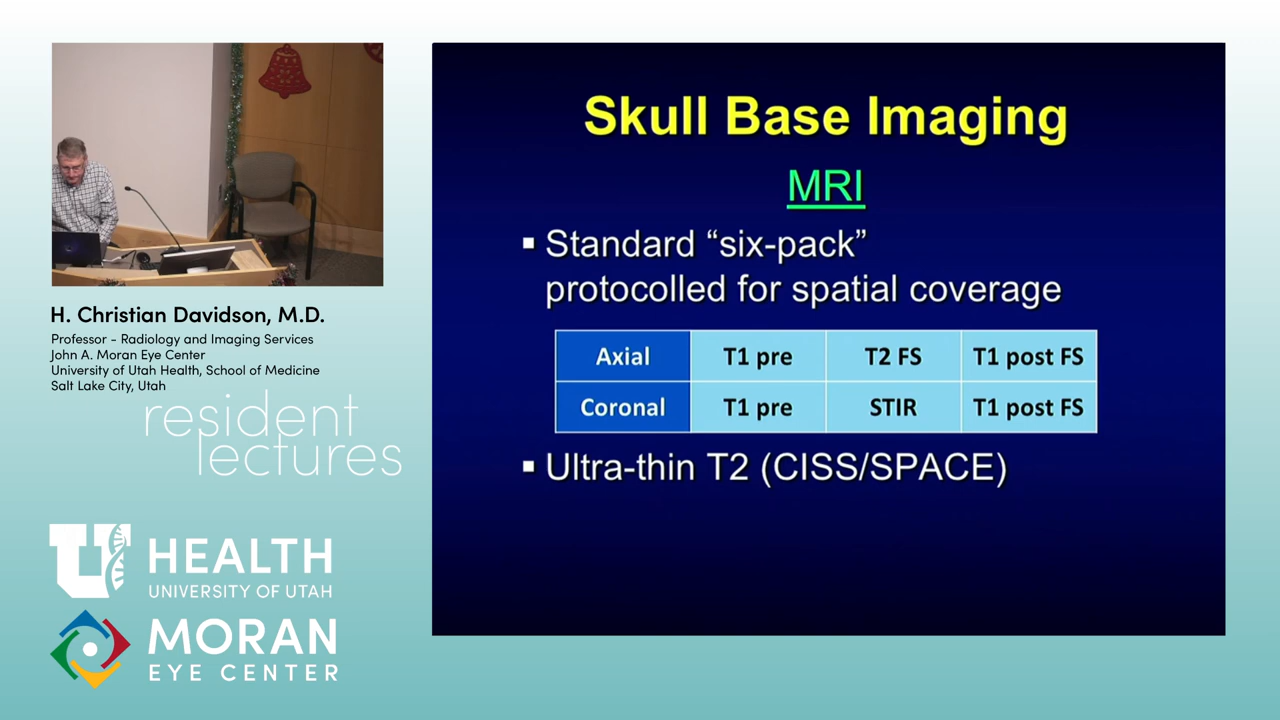 H. Christian Davidson, M.D.
Professor - Radiology and Imaging Services
John A. Moran Eye Center
University of Utah Health, School of Medicine
Salt Lake City, Utah
resident
lectures
U HEALTH
UNIVERSITY OF UTAH
MORAN
EYE CENTER
Skull Base Imaging
MRI
▪ Standard “six-pack”
protocolled for spatial coverage
Axial T1 pre T2 FS T1 post FS
Coronal T1 pre STIR T1 post FS
▪ Ultra-thin T2 (CISS/SPACE)